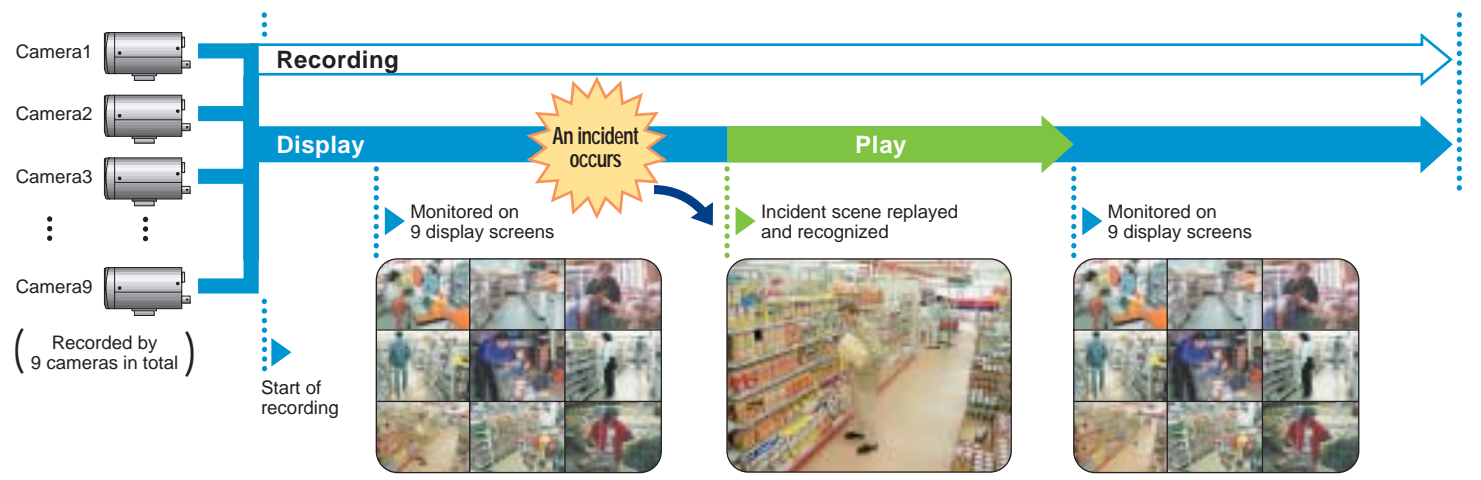 Camera1
Camera2
Camera3
Camera9
Recorded by
9 cameras in total
Recording
Display
An incident
occurs
Play
Start of
recording
Monitored on
9 display screens
Incident scene replayed
and recognized
Monitored on
9 display screens